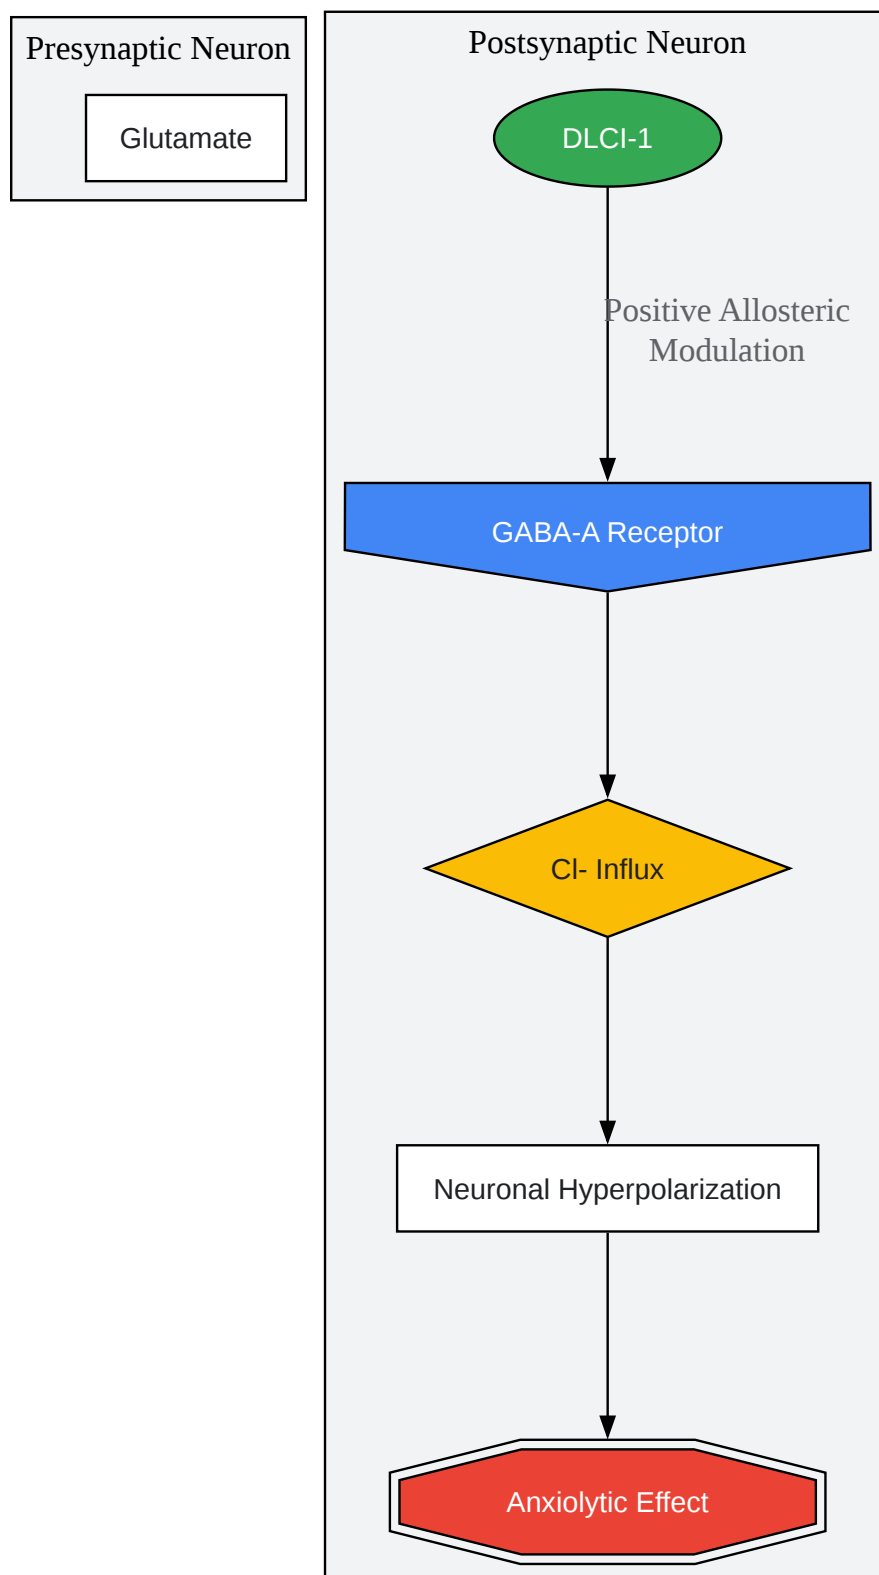 Presynaptic Neuron
Glutamate
Postsynaptic Neuron
DLCI-1
Positive Allosteric
Modulation
GABA-A Receptor
Cl- Influx
Neuronal Hyperpolarization
Anxiolytic Effect